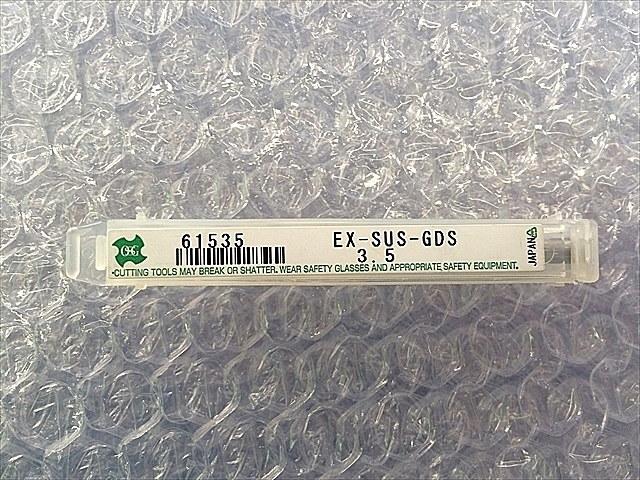 OSG
61535 EX-SUS-GDS
3.5
•CUTTING TOOLS MAY BREAK OR SHATTER. WEAR SAFETY GLASSES AND APPROPRIATE SAFETY EQUIPMENT.
JAPAN